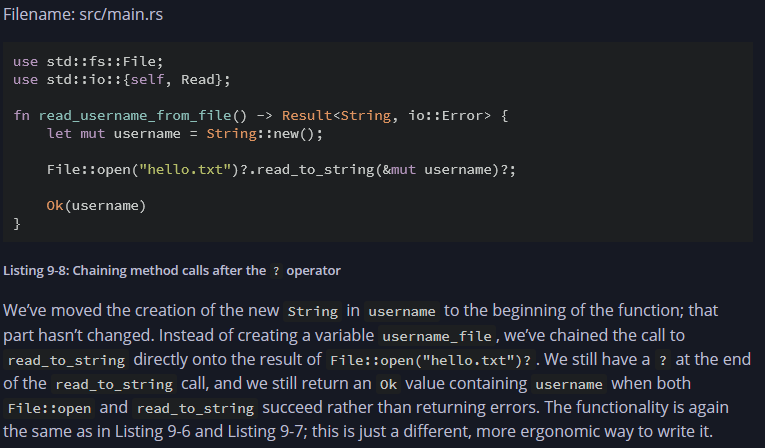 Filename: src/main.rs
use std::fs::File;
use std::io::{self, Read};
fn read_username_from_file() -> Result<String, io::Error> {
    let mut username = String::new();
    File::open("hello.txt")?.read_to_string(&mut username)?;
    Ok(username)
}
Listing 9-8: Chaining method calls after the ? operator
We’ve moved the creation of the new String in username to the beginning of the function; that
part hasn’t changed. Instead of creating a variable username_file, we’ve chained the call to
read_to_string directly onto the result of File::open("hello.txt")?. We still have a ? at the end
of the read_to_string call, and we still return an Ok value containing username when both
File::open and read_to_string succeed rather than returning errors. The functionality is again
the same as in Listing 9-6 and Listing 9-7; this is just a different, more ergonomic way to write it.